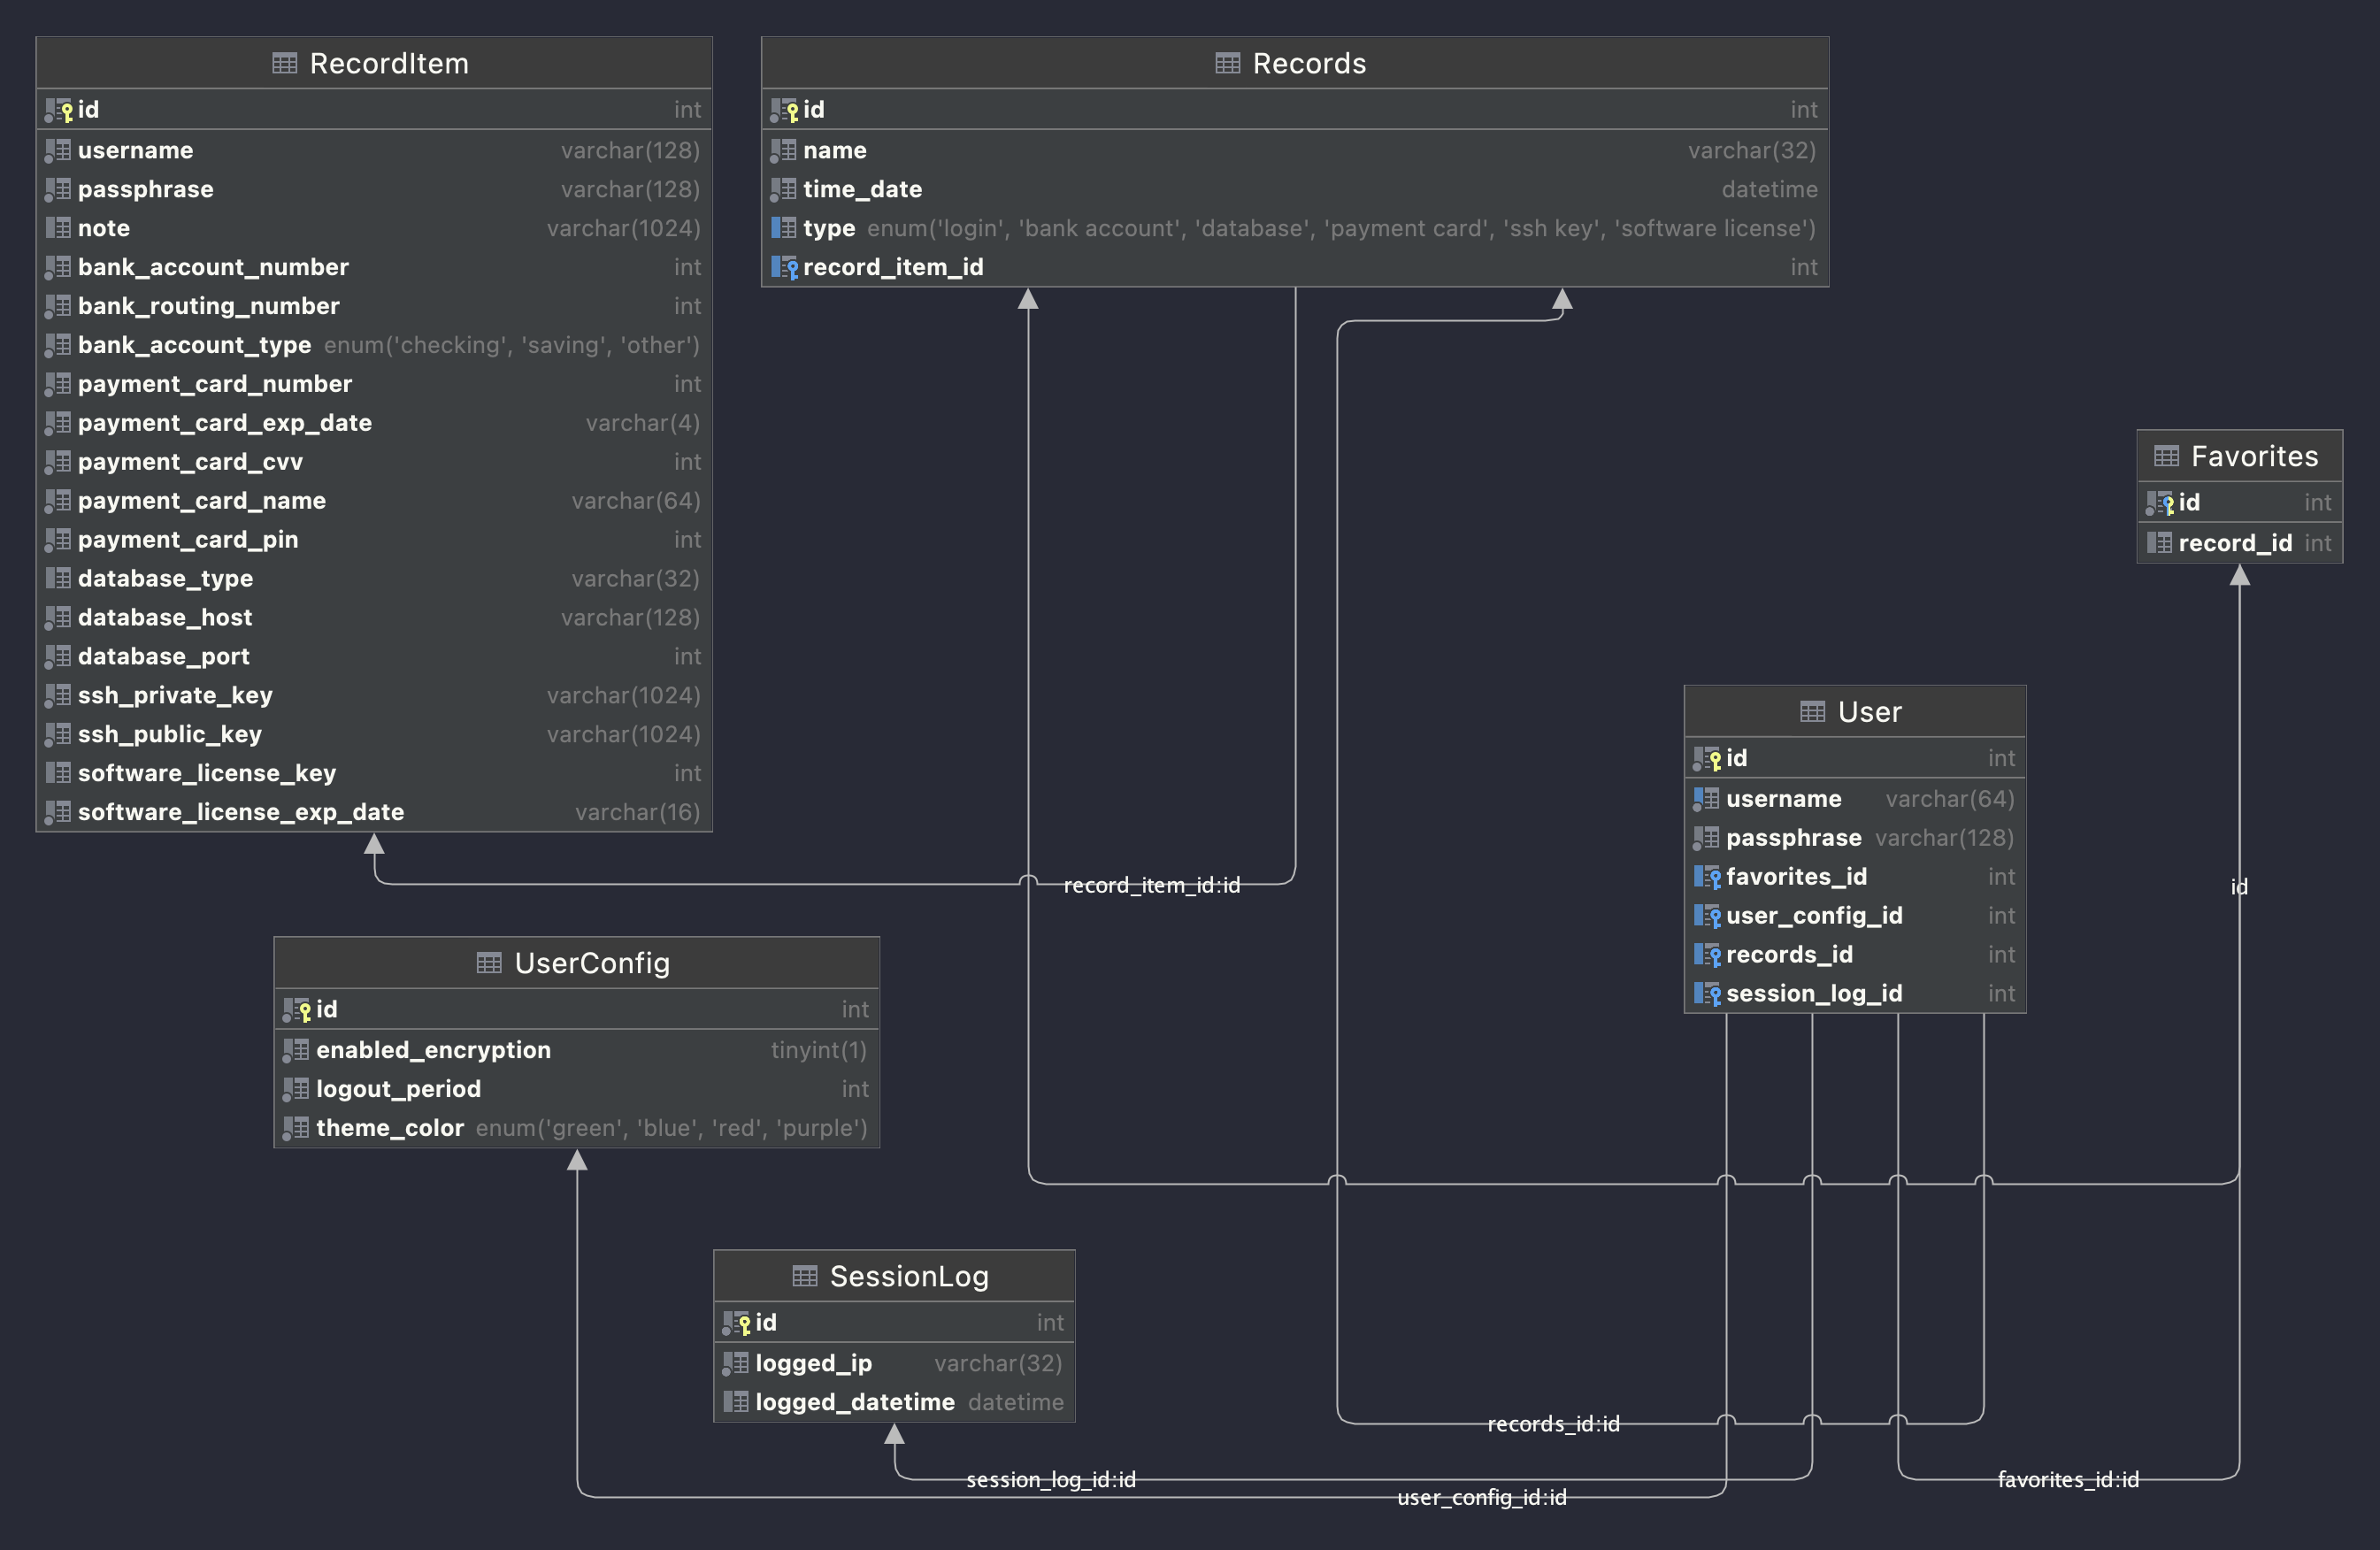 RecordItem
id int
username varchar(128)
passphrase varchar(128)
note varchar(1024)
bank_account_number int
bank_routing_number int
bank_account_type enum('checking', 'saving', 'other')
payment_card_number int
payment_card_exp_date varchar(4)
payment_card_cvv int
payment_card_name varchar(64)
payment_card_pin int
database_type varchar(32)
database_host varchar(128)
database_port int
ssh_private_key varchar(1024)
ssh_public_key varchar(1024)
software_license_key int
software_license_exp_date varchar(16)
Records
id int
name varchar(32)
time_date datetime
type enum('login', 'bank account', 'database', 'payment card', 'ssh key', 'software license')
record_item_id int
Favorites
id int
record_id int
User
id int
username varchar(64)
passphrase varchar(128)
favorites_id int
user_config_id int
records_id int
session_log_id int
record_item_id:id
id
UserConfig
id int
enabled_encryption tinyint(1)
logout_period int
theme_color enum('green', 'blue', 'red', 'purple')
SessionLog
id int
logged_ip varchar(32)
logged_datetime datetime
records_id:id
session_log_id:id
favorites_id:id
user_config_id:id